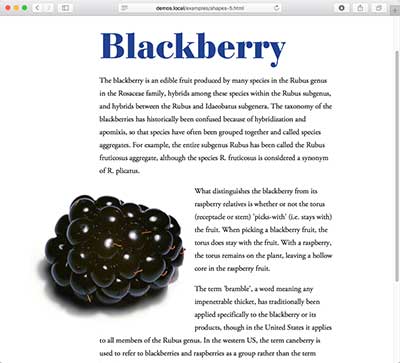 demos.local/examples/shapes-5.html
Blackberry
The blackberry is an edible fruit produced by many species in the Rubus genus
in the Rosaceae family, hybrids among these species within the Rubus subgenus,
and hybrids between the Rubus and Idaeobatus subgenera. The taxonomy of the
blackberries has historically been confused because of hybridization and
apomixis, so that species have often been grouped together and called species
aggregates. For example, the entire subgenus Rubus has been called the Rubus
fruticosus aggregate, although the species R. fruticosus is considered a synonym
of R. plicatus.
What distinguishes the blackberry from its
raspberry relatives is whether or not the torus
(receptacle or stem) 'picks-with' (i.e. stays with)
the fruit. When picking a blackberry fruit, the
torus does stay with the fruit. With a raspberry,
the torus remains on the plant, leaving a hollow
core in the raspberry fruit.
The term 'bramble', a word meaning any
impenetrable thicket, has traditionally been
applied specifically to the blackberry or its
products, though in the United States it applies
to all members of the Rubus genus. In the western US, the term caneberry is
used to refer to blackberries and raspberries as a group rather than the term